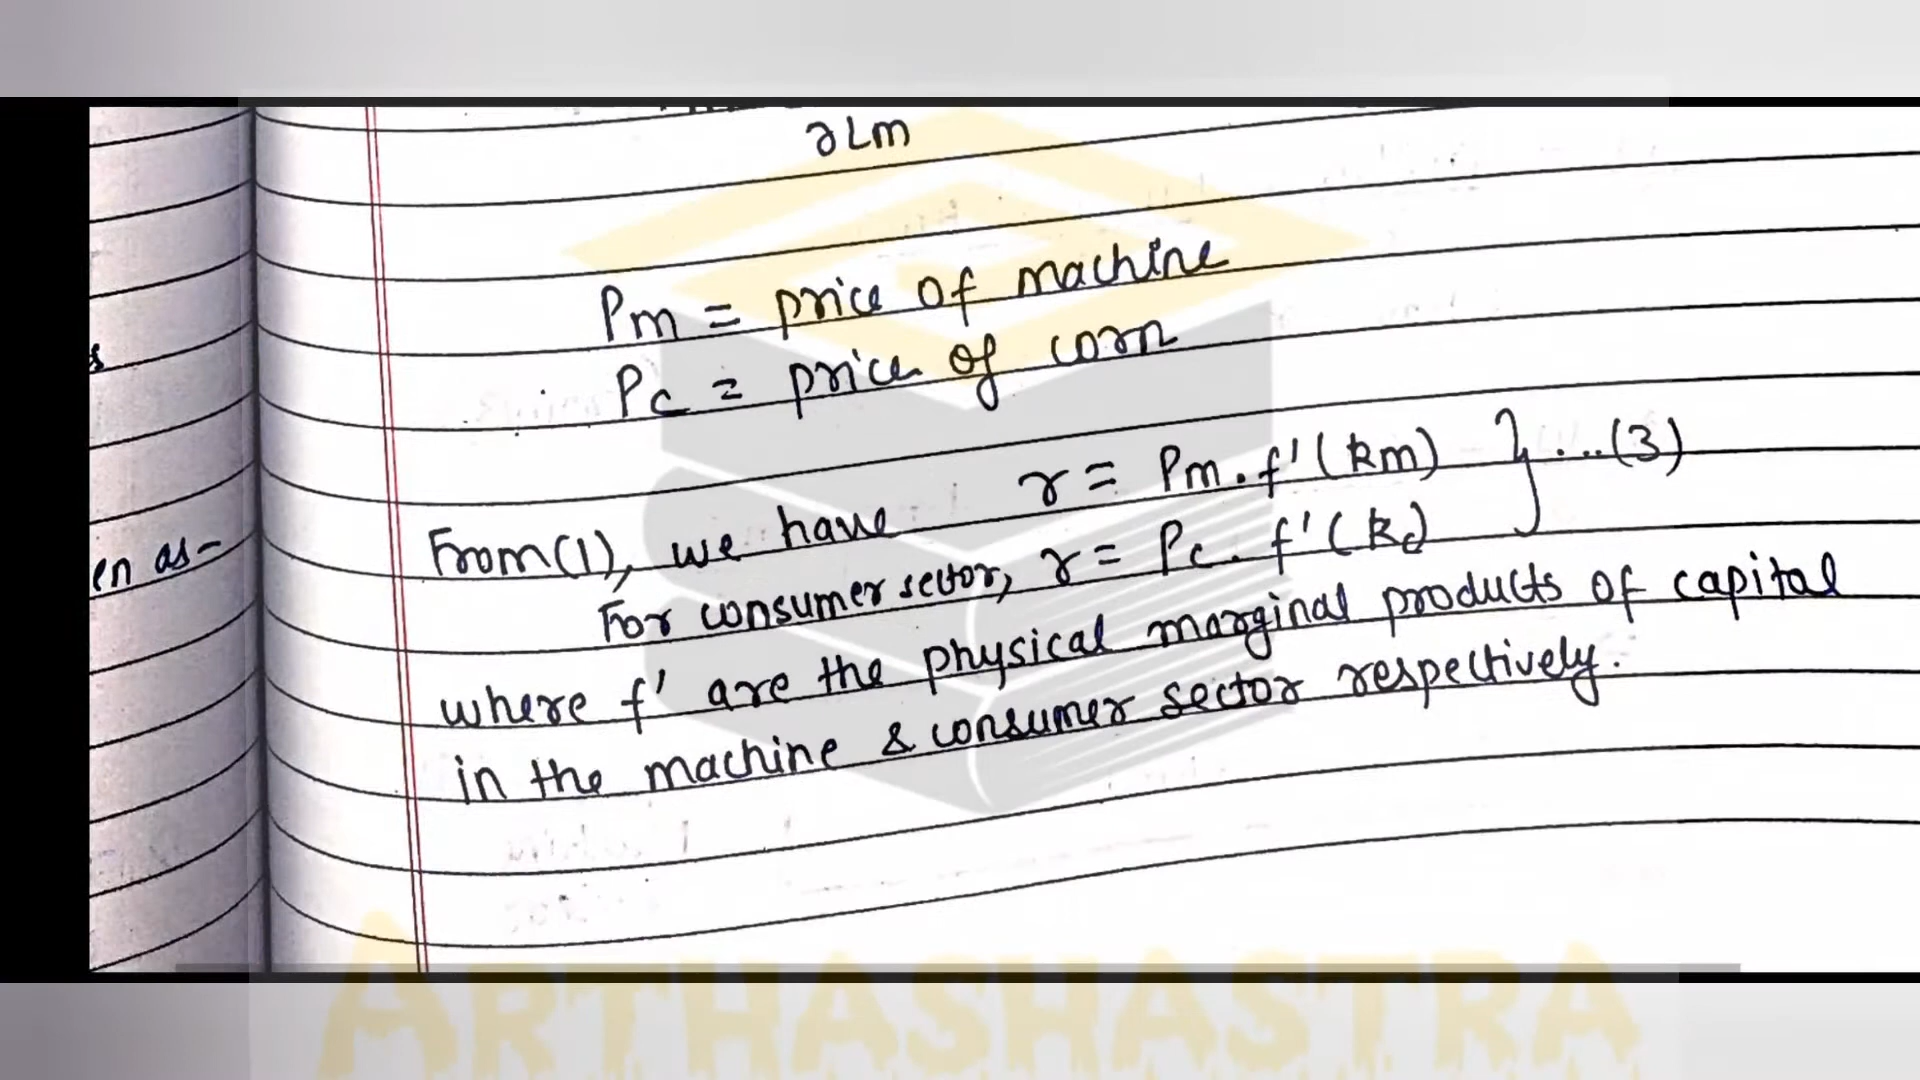 ∂Lm
Pm = price of machine
Pc = price of corn
From (1), we have r = Pm. f'(km) } ...(3)
For consumer sector, r = Pc. f'(kc)
where f' are the physical marginal products of capital
in the machine & consumer sector respectively.
s
en as-
ARTHASHASTRA